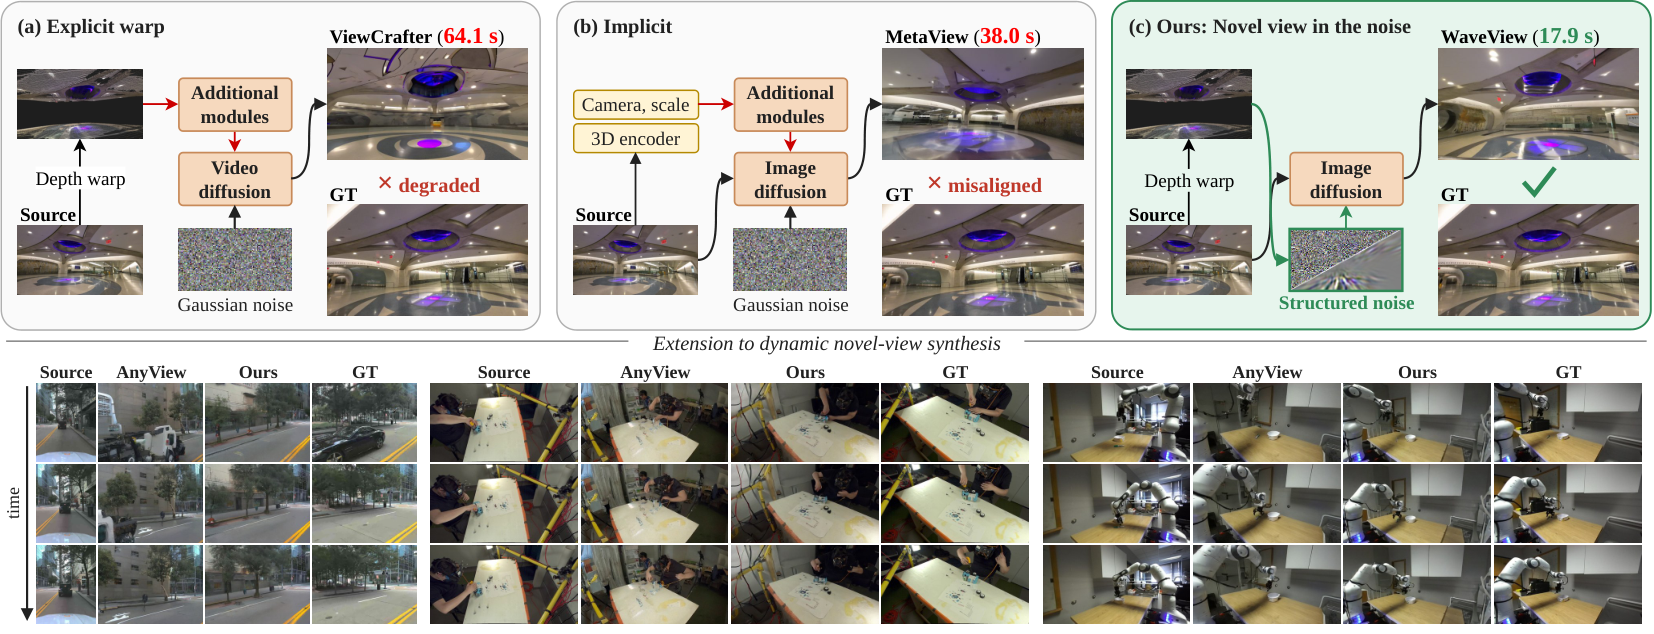 (a) Explicit warp
ViewCrafter (64.1 s)
Additional
modules
Depth warp
Video
diffusion
× degraded
GT
Source
Gaussian noise
(b) Implicit
MetaView (38.0 s)
Camera, scale
3D encoder
Additional
modules
Image
diffusion
× misaligned
GT
Source
Gaussian noise
(c) Ours: Novel view in the noise
WaveView (17.9 s)
Depth warp
Image
diffusion
GT
Source
Structured noise
Extension to dynamic novel-view synthesis
Source AnyView Ours GT
Source AnyView Ours GT
Source AnyView Ours GT
time